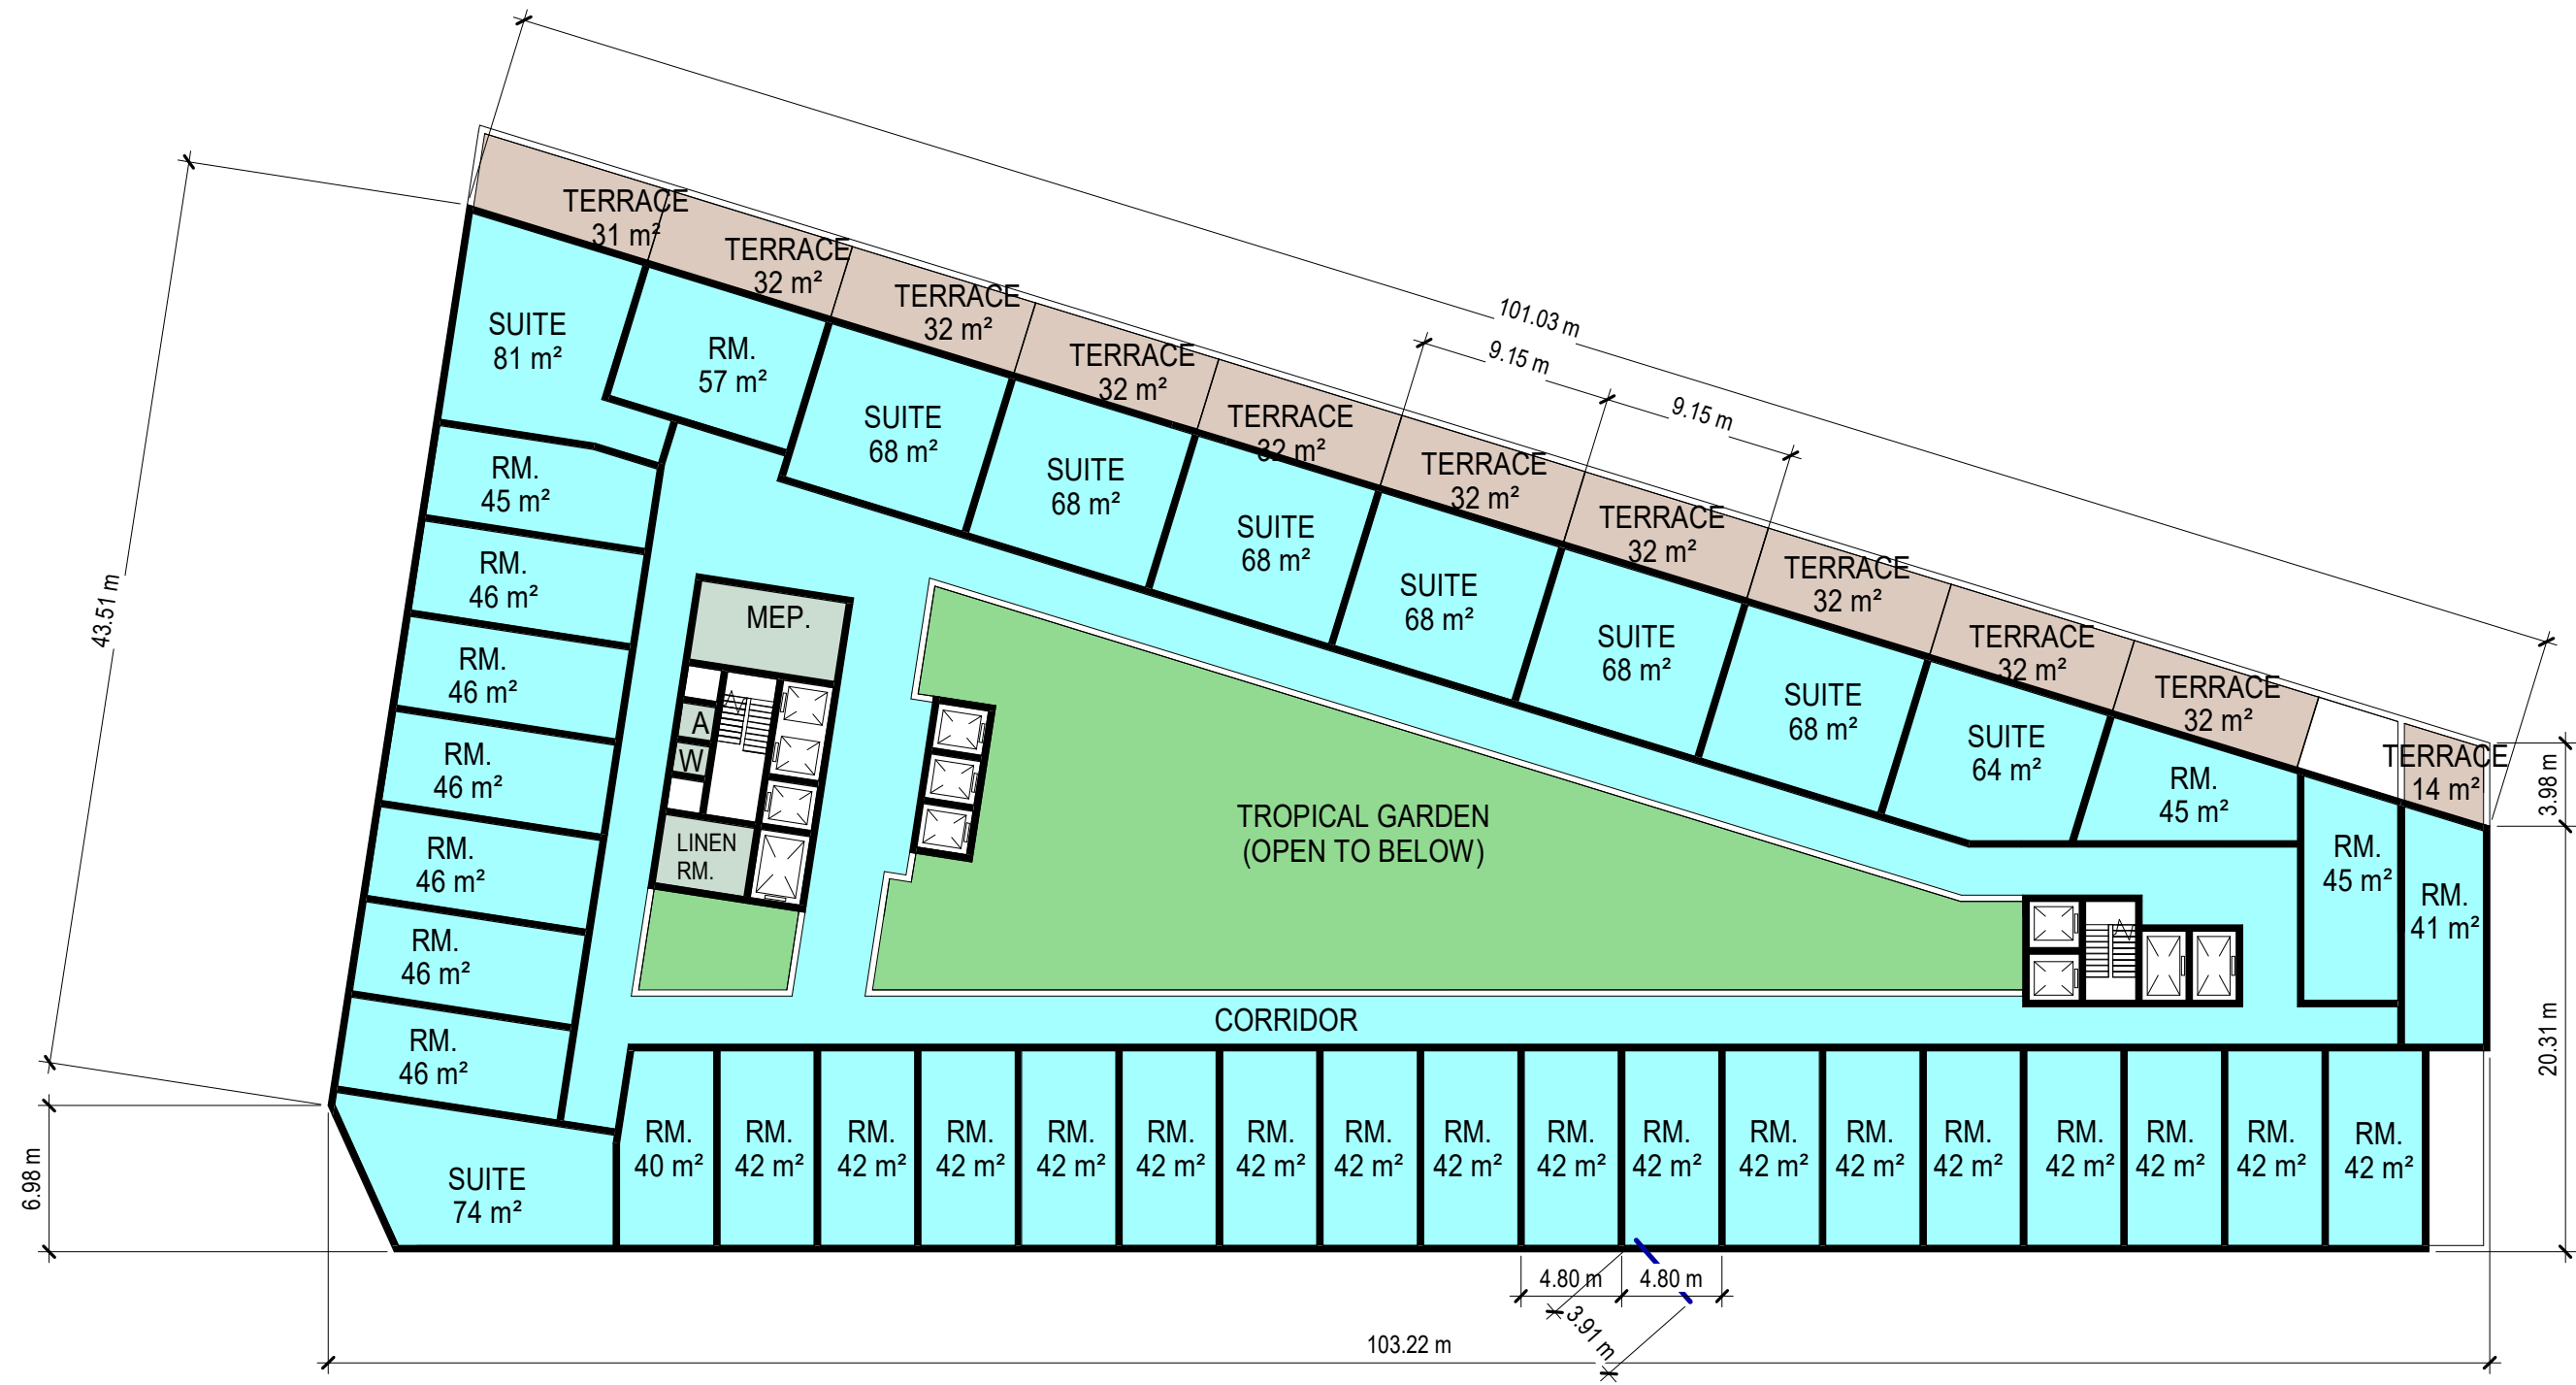 TERRACE
31 m²
TERRACE
32 m²
TERRACE
32 m²
TERRACE
32 m²
TERRACE
32 m²
TERRACE
32 m²
TERRACE
32 m²
TERRACE
32 m²
TERRACE
32 m²
TERRACE
32 m²
TERRACE
14 m²
101.03 m
9.15 m
9.15 m
43.51 m
SUITE
81 m²
RM.
57 m²
SUITE
68 m²
SUITE
68 m²
SUITE
68 m²
SUITE
68 m²
SUITE
68 m²
SUITE
68 m²
SUITE
64 m²
RM.
45 m²
RM.
45 m²
RM.
41 m²
3.98 m
20.31 m
RM.
45 m²
RM.
46 m²
RM.
46 m²
RM.
46 m²
RM.
46 m²
RM.
46 m²
RM.
46 m²
MEP.
A
W
LINEN
RM.
TROPICAL GARDEN
(OPEN TO BELOW)
CORRIDOR
6.98 m
SUITE
74 m²
RM.
40 m²
RM.
42 m²
RM.
42 m²
RM.
42 m²
RM.
42 m²
RM.
42 m²
RM.
42 m²
RM.
42 m²
RM.
42 m²
RM.
42 m²
RM.
42 m²
RM.
42 m²
RM.
42 m²
RM.
42 m²
RM.
42 m²
RM.
42 m²
RM.
42 m²
RM.
42 m²
4.80 m
4.80 m
3.91 m
103.22 m